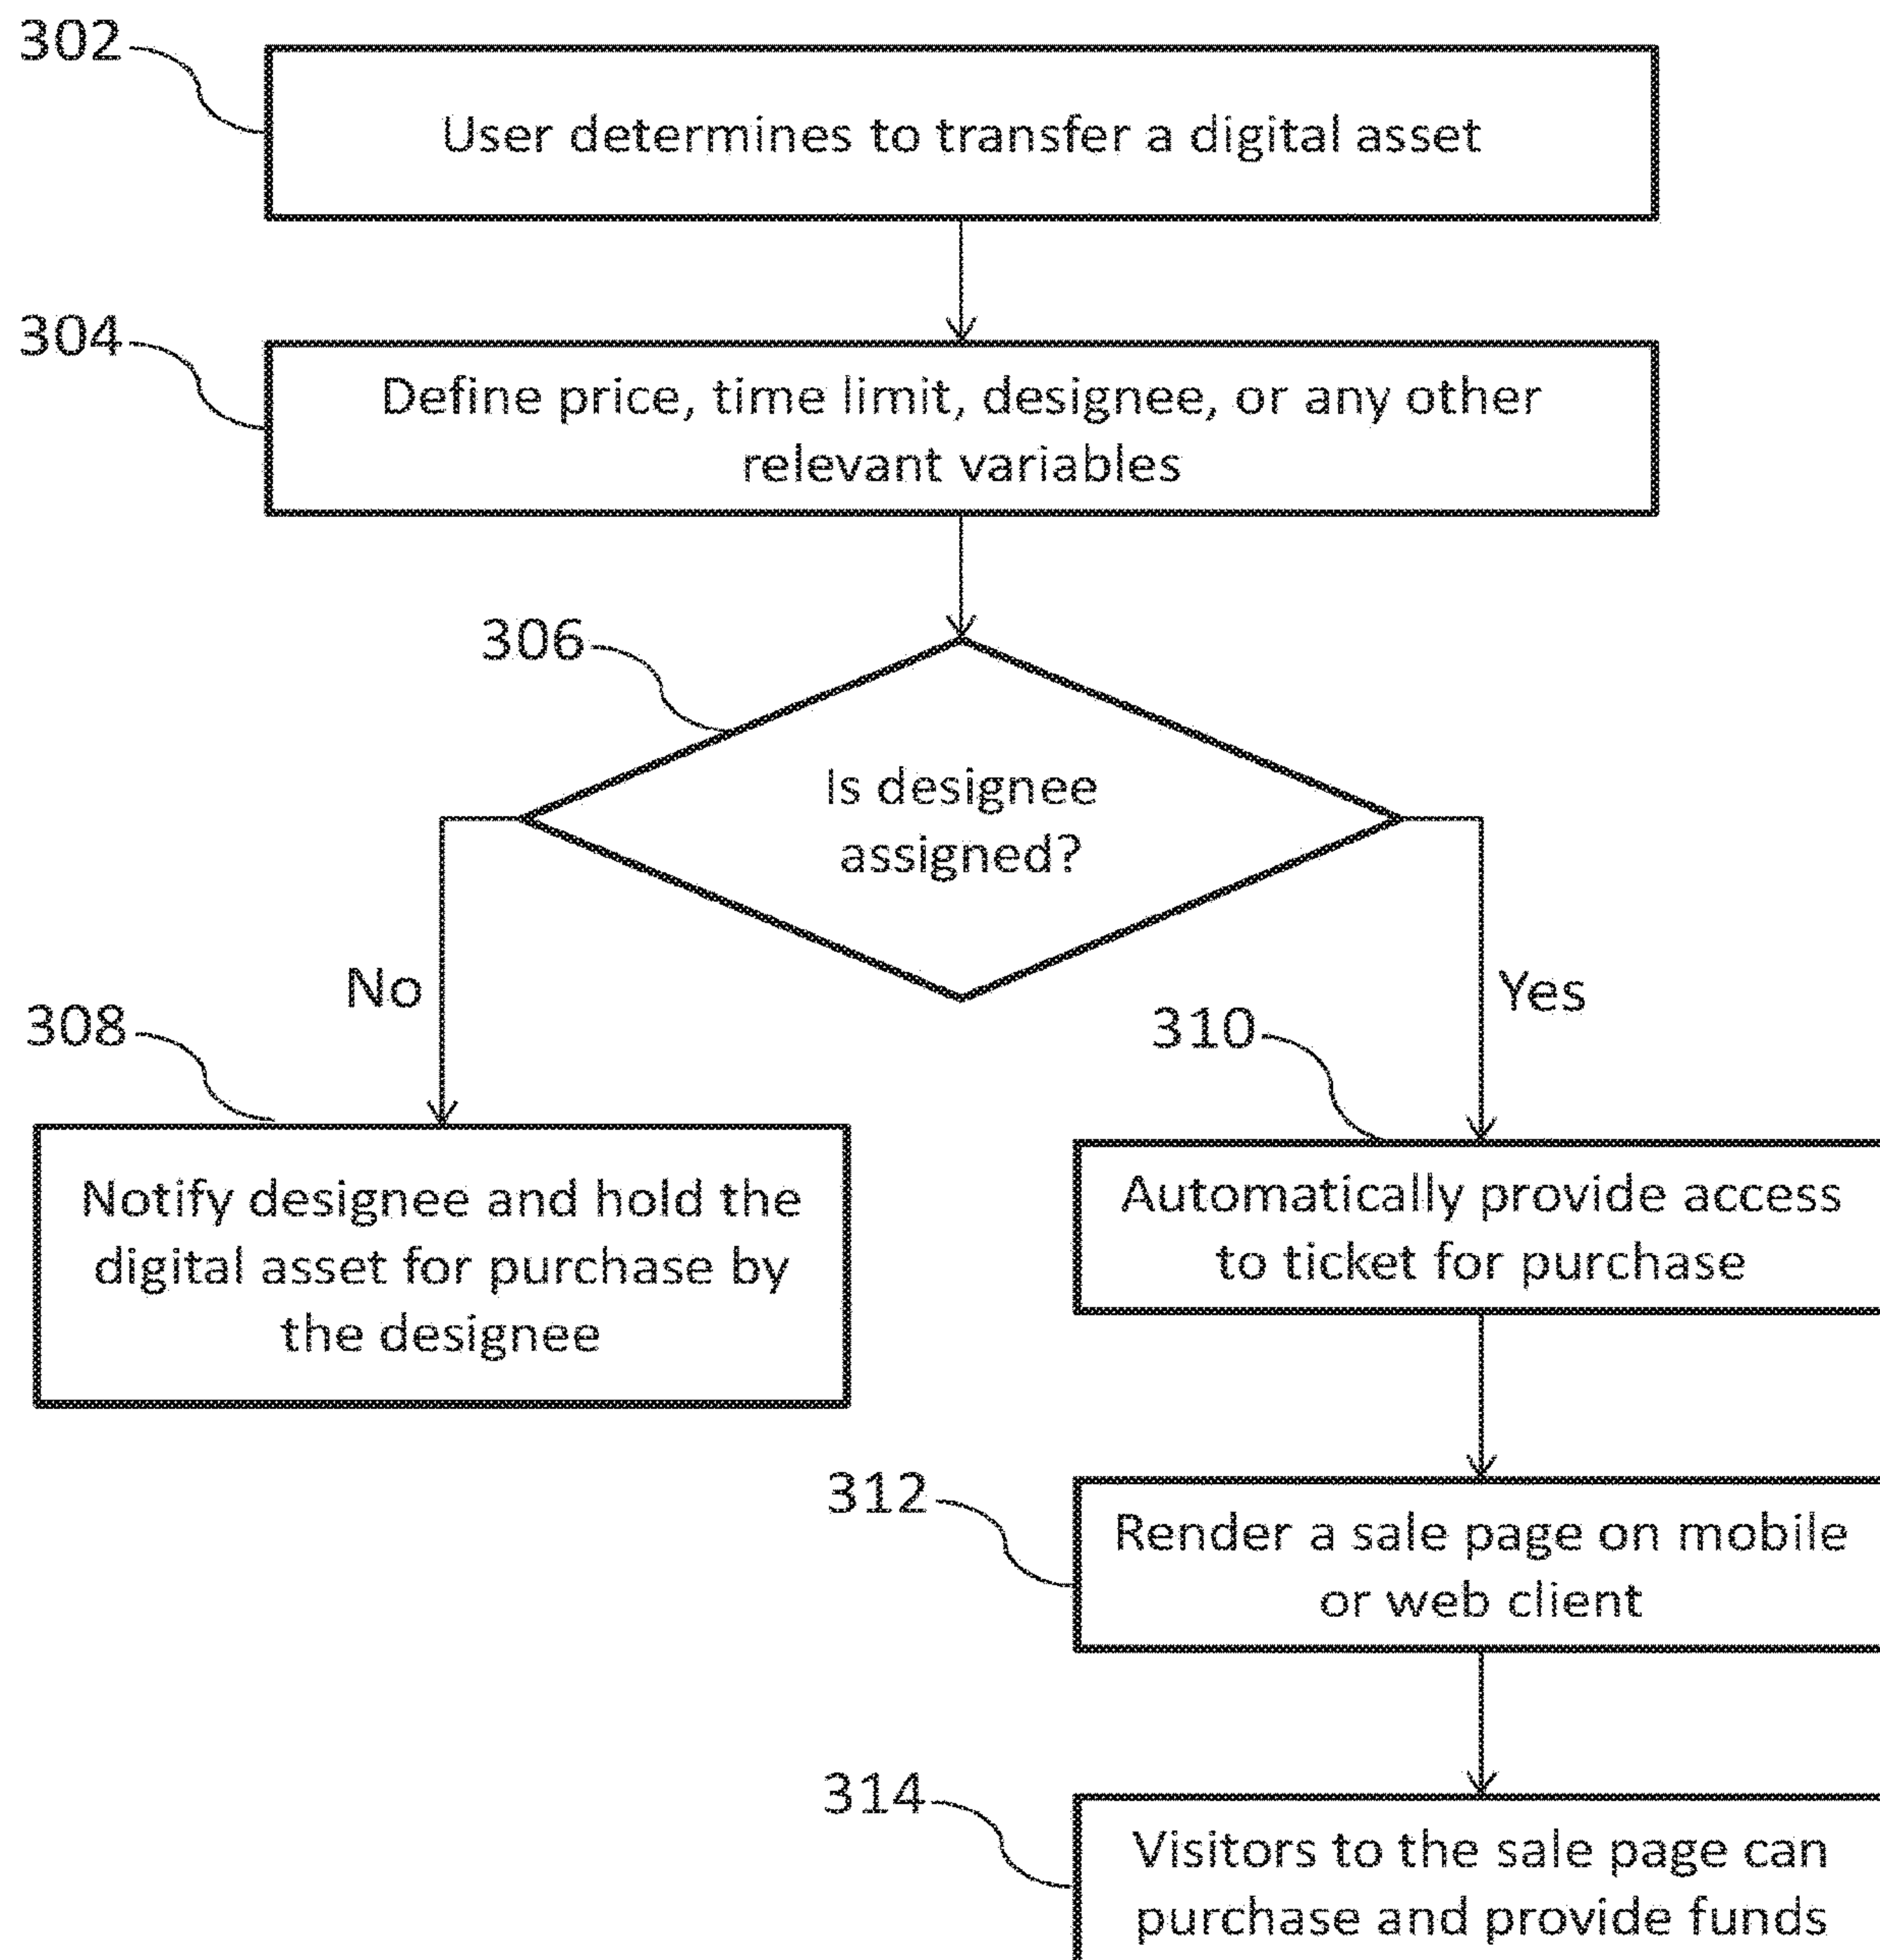 302
User determines to transfer a digital asset
304
Define price, time limit, designee, or any other
relevant variables
306
Is designee
assigned?
No
Yes
308
310
Notify designee and hold the
digital asset for purchase by
the designee
Automatically provide access
to ticket for purchase
312
Render a sale page on mobile
or web client
314
Visitors to the sale page can
purchase and provide funds